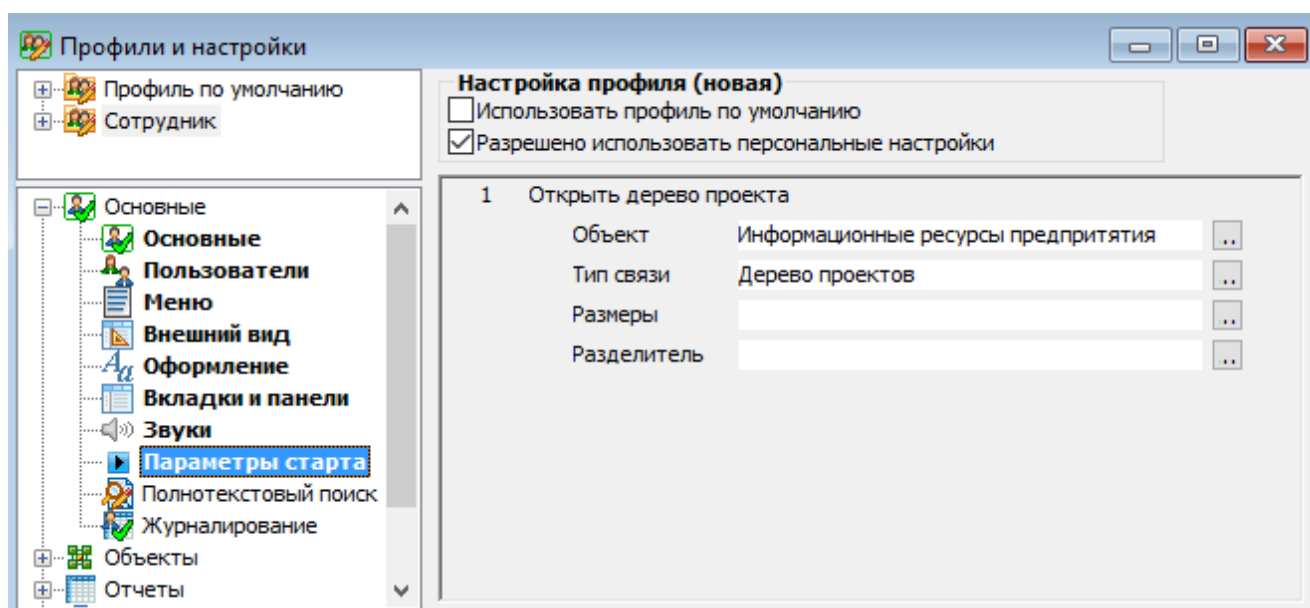 Профили и настройки
Профиль по умолчанию
Сотрудник
Настройка профиля (новая)
Использовать профиль по умолчанию
Разрешено использовать персональные настройки
Основные
Основные
Пользователи
Меню
Внешний вид
Оформление
Вкладки и панели
Звуки
Параметры старта
Полнотекстовый поиск
Журналирование
Объекты
Отчеты
1 Открыть дерево проекта
Объект Информационные ресурсы предпритятия ..
Тип связи Дерево проектов ..
Размеры ..
Разделитель ..